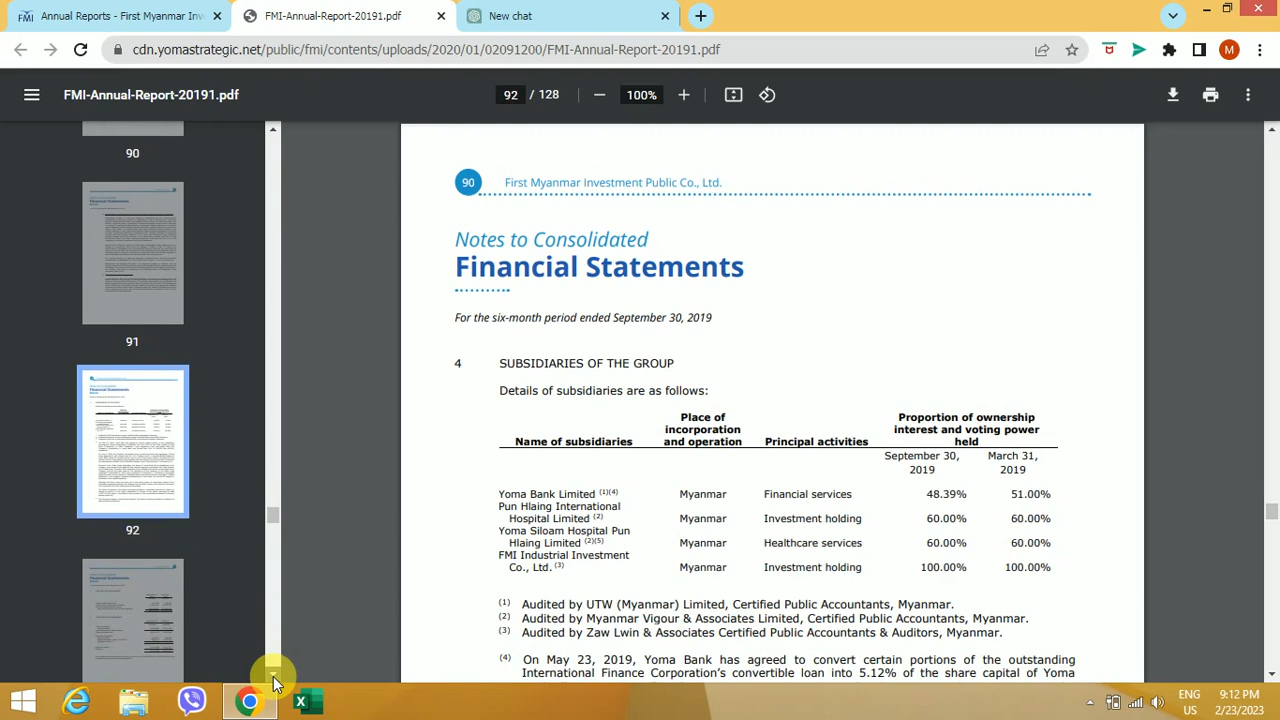 Annual Reports - First Myanmar Inv
FMI-Annual-Report-20191.pdf
New chat
cdn.yomastrategic.net/public/fmi/contents/uploads/2020/01/02091200/FMI-Annual-Report-20191.pdf
M
FMI-Annual-Report-20191.pdf
92 / 128
100%
90
91
92
90 First Myanmar Investment Public Co., Ltd.
Notes to Consolidated
Financial Statements
For the six-month period ended September 30, 2019
4 SUBSIDIARIES OF THE GROUP
Details of subsidiaries are as follows:
Name of subsidiaries
Place of
incorporation
and operation
Principal activities
Proportion of ownership
interest and voting power
held
September 30,
2019
March 31,
2019
Yoma Bank Limited (1)(4) Myanmar Financial services 48.39% 51.00%
Pun Hlaing International
Hospital Limited (2) Myanmar Investment holding 60.00% 60.00%
Yoma Siloam Hospital Pun
Hlaing Limited (2)(5) Myanmar Healthcare services 60.00% 60.00%
FMI Industrial Investment
Co., Ltd. (3) Myanmar Investment holding 100.00% 100.00%
(1) Audited by UTW (Myanmar) Limited, Certified Public Accountants, Myanmar.
(2) Audited by Myanmar Vigour & Associates Limited, Certified Public Accountants, Myanmar.
(3) Audited by Zaw Lwin & Associates Certified Public Accountants & Auditors, Myanmar.
(4) On May 23, 2019, Yoma Bank has agreed to convert certain portions of the outstanding
International Finance Corporation's convertible loan into 5.12% of the share capital of Yoma
ENG
US
9:12 PM
2/23/2023